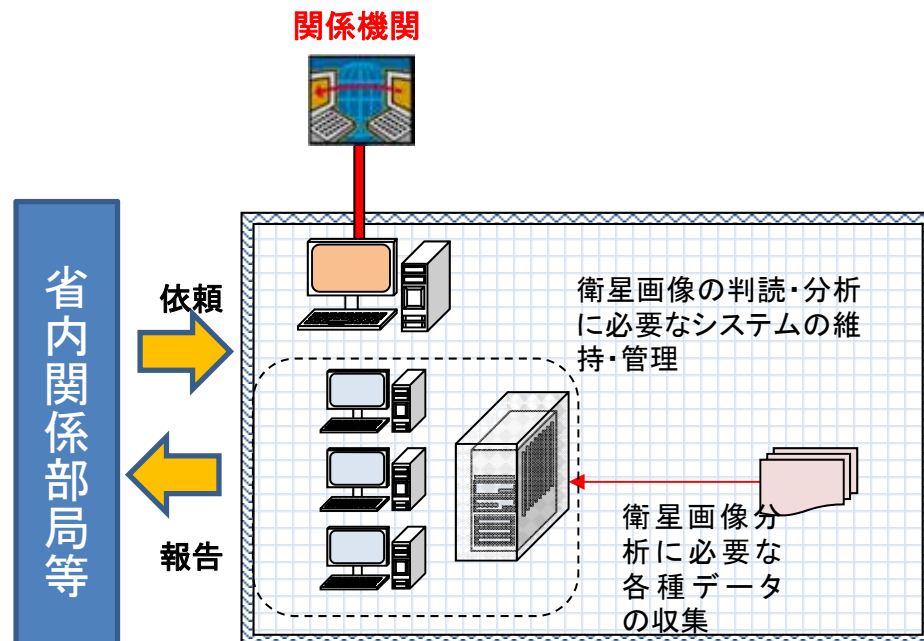 関係機関
省内関係部局等
依頼
報告
衛星画像の判読・分析
に必要なシステムの維
持・管理
衛星画像分
析に必要な
各種データ
の収集